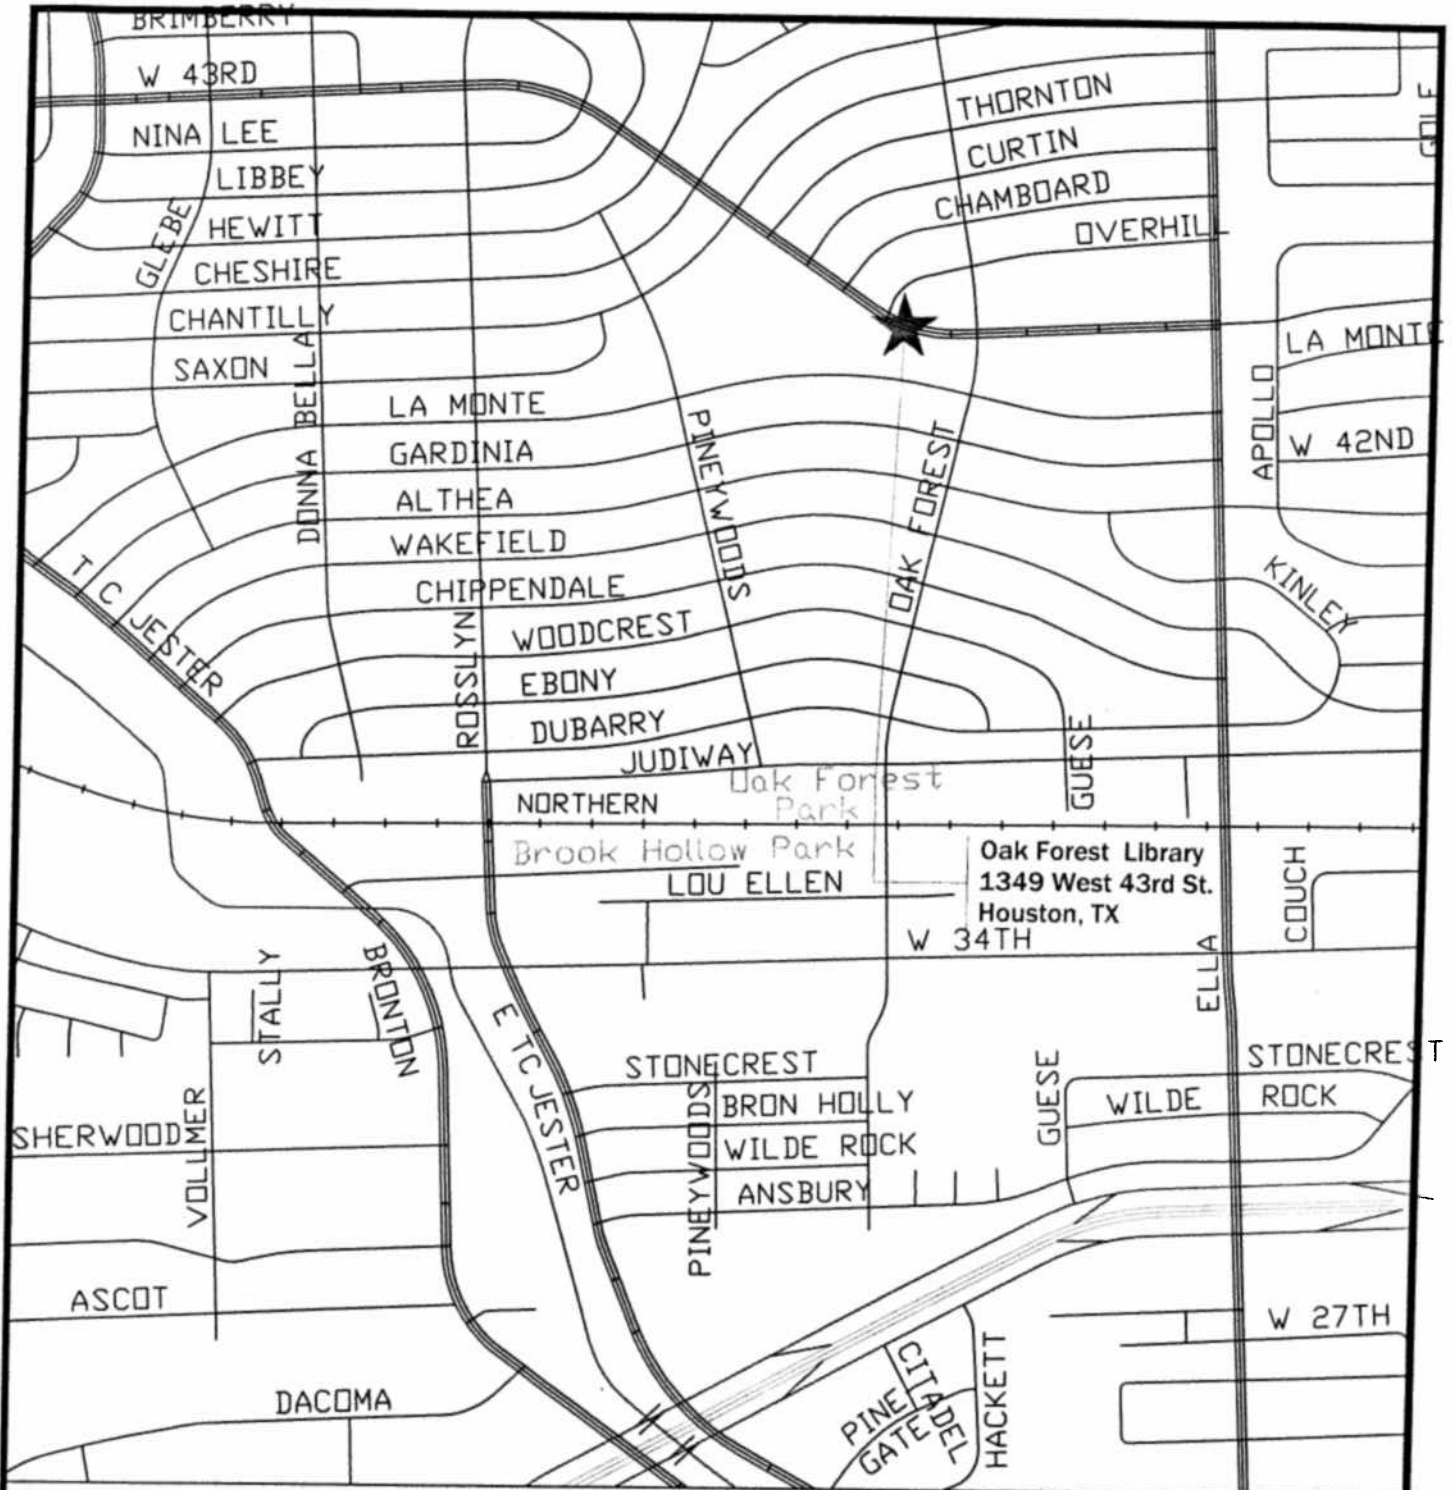 BRIMBERRY
W 43RD
NINA LEE
LIBBEY
GLEBE
HEWITT
CHESHIRE
CHANTILLY
SAXON
THORNTON
CURTIN
CHAMBOARD
OVERHILL
GOLF
LA MONTE
APOLLO
W 42ND
KINLEY
DONNA BELLA
LA MONTE
GARDINIA
ALTHEA
WAKEFIELD
CHIPPENDALE
WOODCREST
EBONY
DUBARRY
JUDIWAY
PINEYWOODS
OAK FOREST
T C JESTER
ROSSLYN
GUESE
Oak Forest
Park
NORTHERN
Brook Hollow Park
LOU ELLEN
Oak Forest Library
1349 West 43rd St.
Houston, TX
W 34TH
COUCH
ELLA
STALLY
BRONTON
E TC JESTER
STONECREST
BRON HOLLY
WILDE ROCK
ANSBURY
PINEYWOODS
GUESE
STONECREST
WILDE ROCK
SHERWOOD
VOLLMER
ASCOT
DACOMA
W 27TH
CITADEL
PINE
GATE
HACKETT